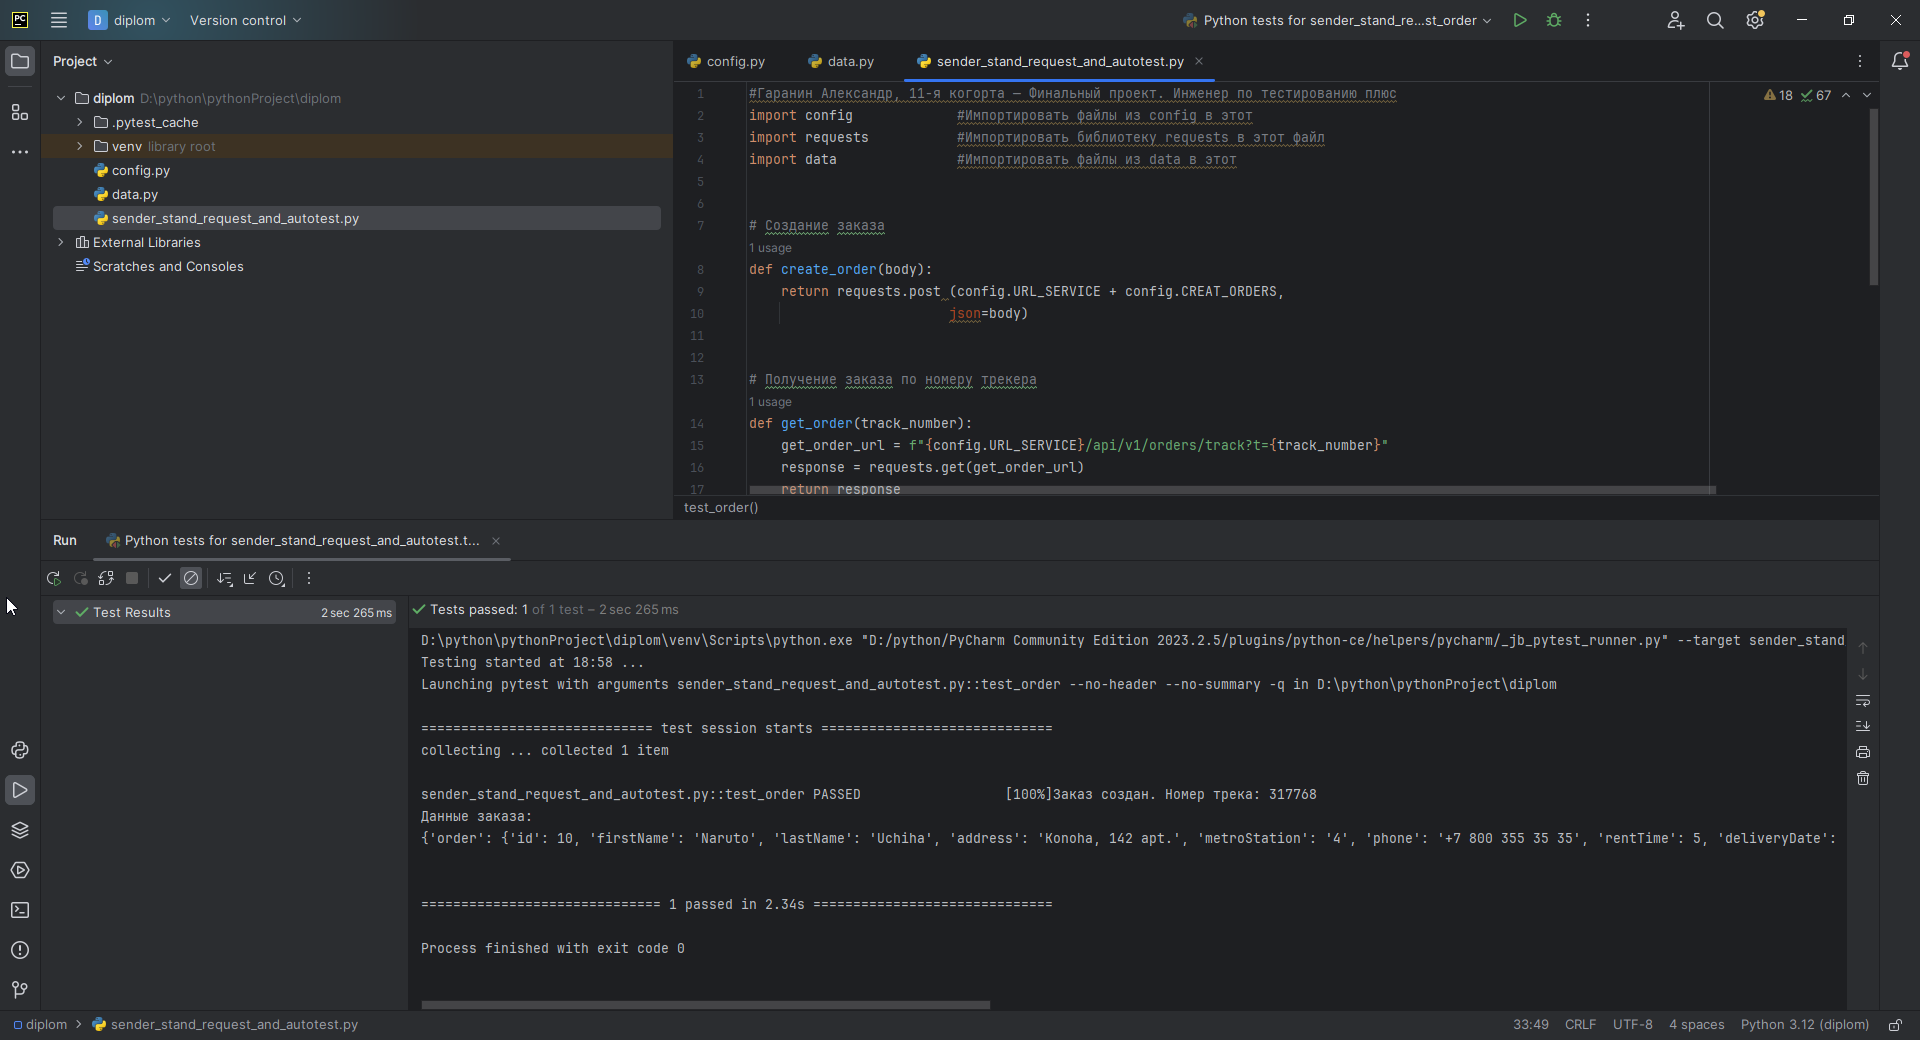 PC
D
diplom
Version control
Python tests for sender_stand_re...st_order
Project
diplom D:\python\pythonProject\diplom
.pytest_cache
venv library root
config.py
data.py
sender_stand_request_and_autotest.py
External Libraries
Scratches and Consoles
config.py
data.py
sender_stand_request_and_autotest.py
18
67
1 #Гаранин Александр, 11-я когорта — Финальный проект. Инженер по тестированию плюс
2 import config #Импортировать файлы из config в этот
3 import requests #Импортировать библиотеку requests в этот файл
4 import data #Импортировать файлы из data в этот
5
6
7 # Создание заказа
1 usage
8 def create_order(body):
9 return requests.post (config.URL_SERVICE + config.CREAT_ORDERS,
10 json=body)
11
12
13 # Получение заказа по номеру трекера
1 usage
14 def get_order(track_number):
15 get_order_url = f"{config.URL_SERVICE}/api/v1/orders/track?t={track_number}"
16 response = requests.get(get_order_url)
17 return response
test_order()
Run
Python tests for sender_stand_request_and_autotest.t...
Test Results 2 sec 265 ms
Tests passed: 1 of 1 test – 2 sec 265 ms
D:\python\pythonProject\diplom\venv\Scripts\python.exe "D:/python/PyCharm Community Edition 2023.2.5/plugins/python-ce/helpers/pycharm/_jb_pytest_runner.py" --target sender_stand
Testing started at 18:58 ...
Launching pytest with arguments sender_stand_request_and_autotest.py::test_order --no-header --no-summary -q in D:\python\pythonProject\diplom
============================= test session starts =============================
collecting ... collected 1 item
sender_stand_request_and_autotest.py::test_order PASSED [100%]Заказ создан. Номер трека: 317768
Данные заказа:
{'order': {'id': 10, 'firstName': 'Naruto', 'lastName': 'Uchiha', 'address': 'Konoha, 142 apt.', 'metroStation': '4', 'phone': '+7 800 355 35 35', 'rentTime': 5, 'deliveryDate':
============================== 1 passed in 2.34s ==============================
Process finished with exit code 0
diplom
sender_stand_request_and_autotest.py
33:49
CRLF
UTF-8
4 spaces
Python 3.12 (diplom)